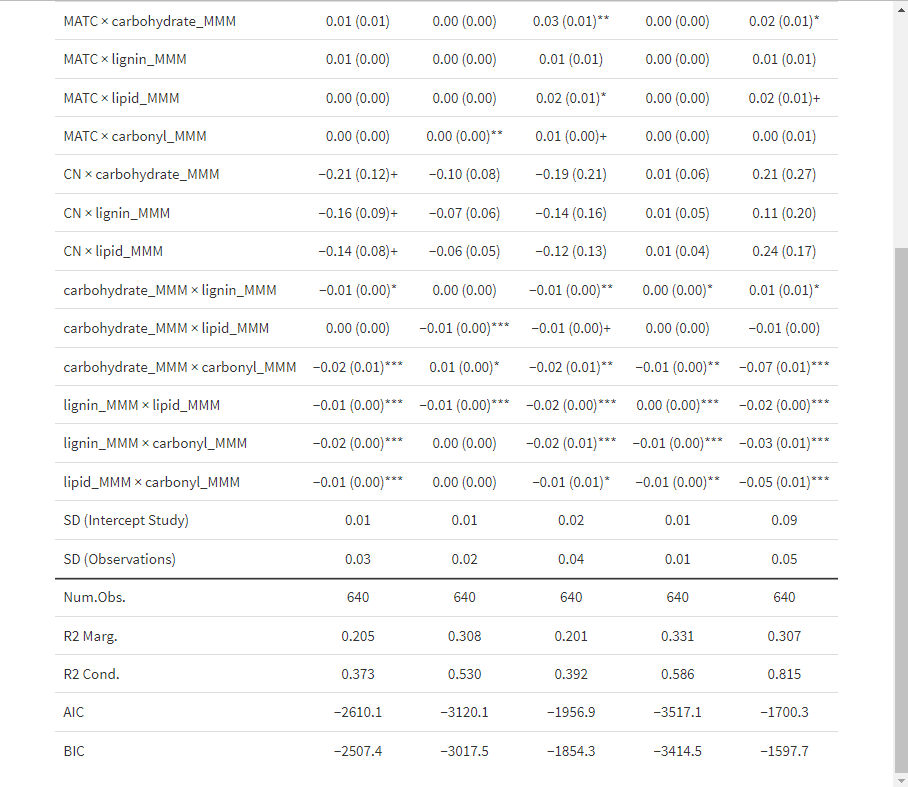 MATC × carbohydrate_MMM 0.01 (0.01) 0.00 (0.00) 0.03 (0.01)** 0.00 (0.00) 0.02 (0.01)*
MATC × lignin_MMM 0.01 (0.00) 0.00 (0.00) 0.01 (0.01) 0.00 (0.00) 0.01 (0.01)
MATC × lipid_MMM 0.00 (0.00) 0.00 (0.00) 0.02 (0.01)* 0.00 (0.00) 0.02 (0.01)+
MATC × carbonyl_MMM 0.00 (0.00) 0.00 (0.00)** 0.01 (0.00)+ 0.00 (0.00) 0.00 (0.01)
CN × carbohydrate_MMM −0.21 (0.12)+ −0.10 (0.08) −0.19 (0.21) 0.01 (0.06) 0.21 (0.27)
CN × lignin_MMM −0.16 (0.09)+ −0.07 (0.06) −0.14 (0.16) 0.01 (0.05) 0.11 (0.20)
CN × lipid_MMM −0.14 (0.08)+ −0.06 (0.05) −0.12 (0.13) 0.01 (0.04) 0.24 (0.17)
carbohydrate_MMM × lignin_MMM −0.01 (0.00)* 0.00 (0.00) −0.01 (0.00)** 0.00 (0.00)* 0.01 (0.01)*
carbohydrate_MMM × lipid_MMM 0.00 (0.00) −0.01 (0.00)*** −0.01 (0.00)+ 0.00 (0.00) −0.01 (0.00)
carbohydrate_MMM × carbonyl_MMM −0.02 (0.01)*** 0.01 (0.00)* −0.02 (0.01)** −0.01 (0.00)** −0.07 (0.01)***
lignin_MMM × lipid_MMM −0.01 (0.00)*** −0.01 (0.00)*** −0.02 (0.00)*** 0.00 (0.00)*** −0.02 (0.00)***
lignin_MMM × carbonyl_MMM −0.02 (0.00)*** 0.00 (0.00) −0.02 (0.01)*** −0.01 (0.00)*** −0.03 (0.01)***
lipid_MMM × carbonyl_MMM −0.01 (0.00)*** 0.00 (0.00) −0.01 (0.01)* −0.01 (0.00)** −0.05 (0.01)***
SD (Intercept Study) 0.01 0.01 0.02 0.01 0.09
SD (Observations) 0.03 0.02 0.04 0.01 0.05
Num.Obs. 640 640 640 640 640
R2 Marg. 0.205 0.308 0.201 0.331 0.307
R2 Cond. 0.373 0.530 0.392 0.586 0.815
AIC −2610.1 −3120.1 −1956.9 −3517.1 −1700.3
BIC −2507.4 −3017.5 −1854.3 −3414.5 −1597.7